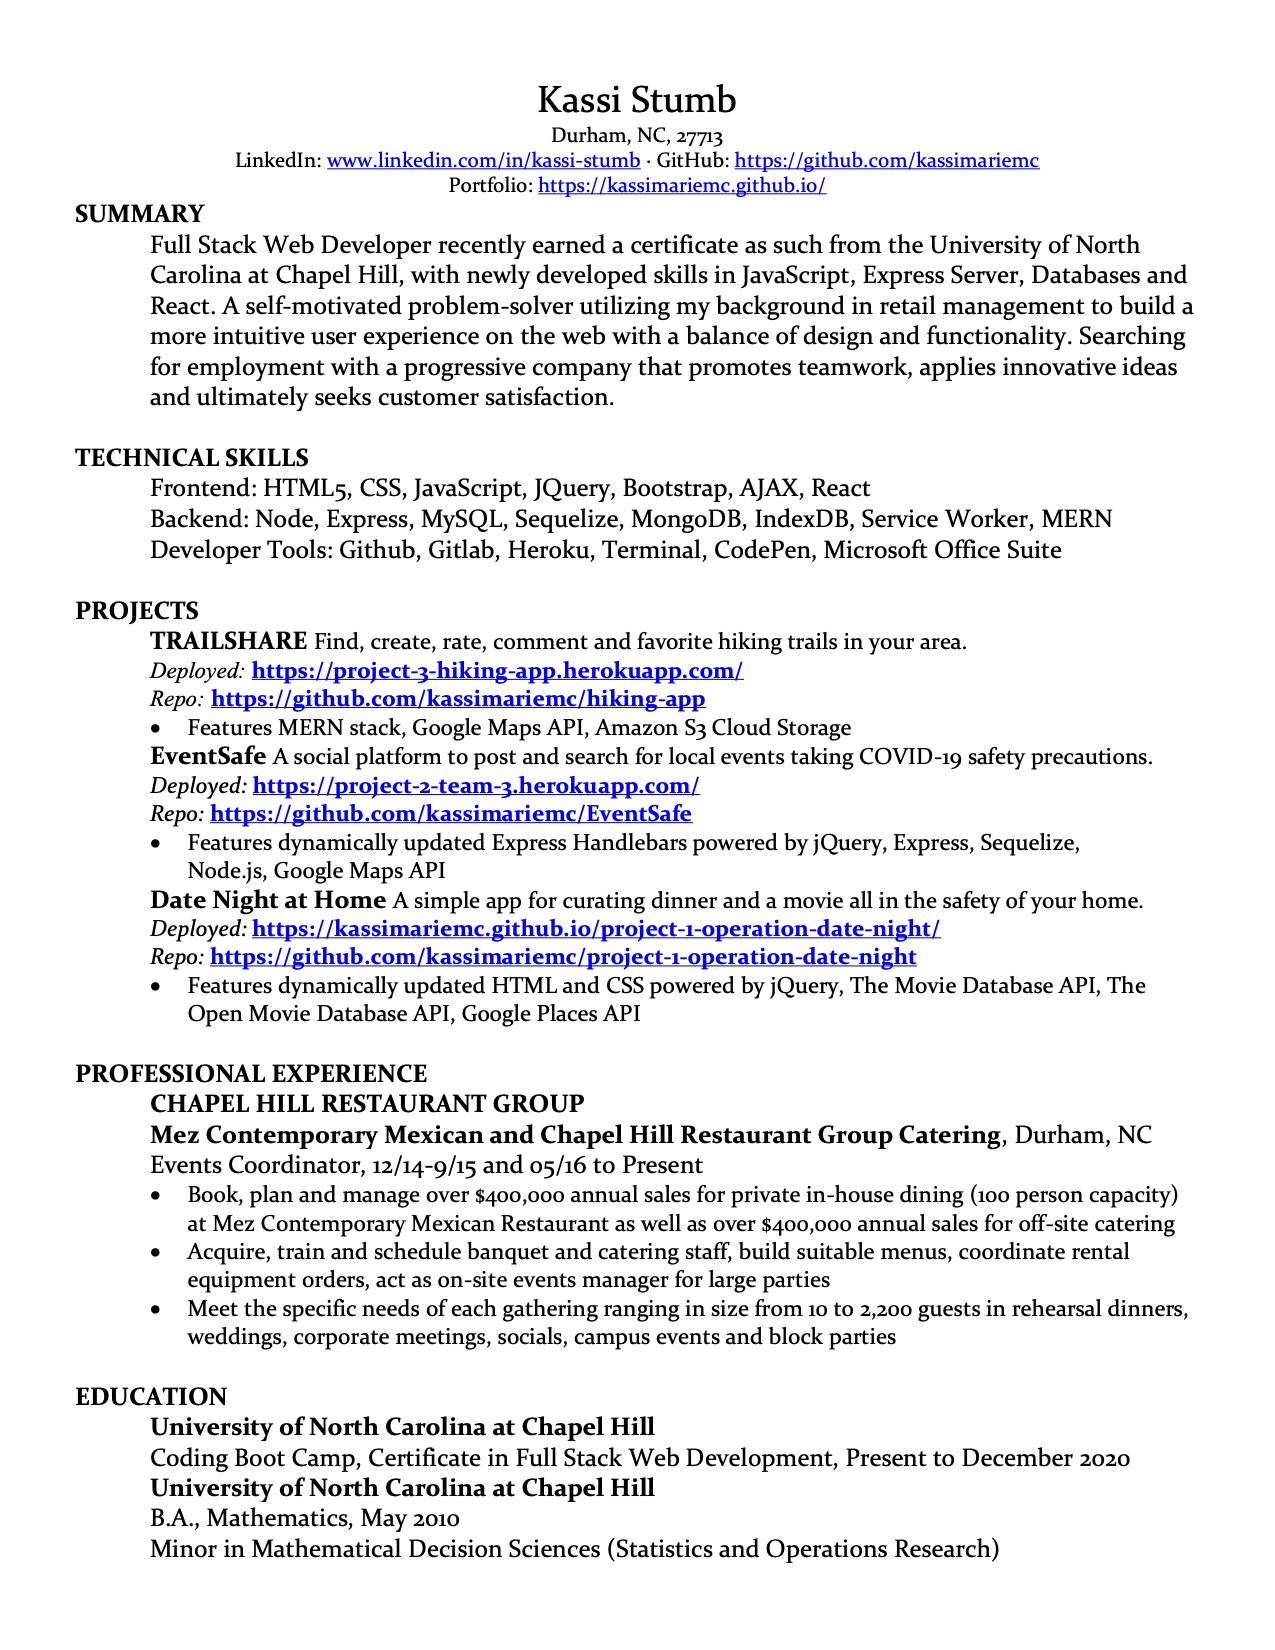 Kassi Stumb
Durham, NC, 27713
LinkedIn: www.linkedin.com/in/kassi-stumb · GitHub: https://github.com/kassimariemc
Portfolio: https://kassimariemc.github.io/
SUMMARY
Full Stack Web Developer recently earned a certificate as such from the University of North
Carolina at Chapel Hill, with newly developed skills in JavaScript, Express Server, Databases and
React. A self-motivated problem-solver utilizing my background in retail management to build a
more intuitive user experience on the web with a balance of design and functionality. Searching
for employment with a progressive company that promotes teamwork, applies innovative ideas
and ultimately seeks customer satisfaction.
TECHNICAL SKILLS
Frontend: HTML5, CSS, JavaScript, JQuery, Bootstrap, AJAX, React
Backend: Node, Express, MySQL, Sequelize, MongoDB, IndexDB, Service Worker, MERN
Developer Tools: Github, Gitlab, Heroku, Terminal, CodePen, Microsoft Office Suite
PROJECTS
TRAILSHARE Find, create, rate, comment and favorite hiking trails in your area.
Deployed: https://project-3-hiking-app.herokuapp.com/
Repo: https://github.com/kassimariemc/hiking-app
• Features MERN stack, Google Maps API, Amazon S3 Cloud Storage
EventSafe A social platform to post and search for local events taking COVID-19 safety precautions.
Deployed: https://project-2-team-3.herokuapp.com/
Repo: https://github.com/kassimariemc/EventSafe
• Features dynamically updated Express Handlebars powered by jQuery, Express, Sequelize,
Node.js, Google Maps API
Date Night at Home A simple app for curating dinner and a movie all in the safety of your home.
Deployed: https://kassimariemc.github.io/project-1-operation-date-night/
Repo: https://github.com/kassimariemc/project-1-operation-date-night
• Features dynamically updated HTML and CSS powered by jQuery, The Movie Database API, The
Open Movie Database API, Google Places API
PROFESSIONAL EXPERIENCE
CHAPEL HILL RESTAURANT GROUP
Mez Contemporary Mexican and Chapel Hill Restaurant Group Catering, Durham, NC
Events Coordinator, 12/14-9/15 and 05/16 to Present
• Book, plan and manage over $400,000 annual sales for private in-house dining (100 person capacity)
at Mez Contemporary Mexican Restaurant as well as over $400,000 annual sales for off-site catering
• Acquire, train and schedule banquet and catering staff, build suitable menus, coordinate rental
equipment orders, act as on-site events manager for large parties
• Meet the specific needs of each gathering ranging in size from 10 to 2,200 guests in rehearsal dinners,
weddings, corporate meetings, socials, campus events and block parties
EDUCATION
University of North Carolina at Chapel Hill
Coding Boot Camp, Certificate in Full Stack Web Development, Present to December 2020
University of North Carolina at Chapel Hill
B.A., Mathematics, May 2010
Minor in Mathematical Decision Sciences (Statistics and Operations Research)